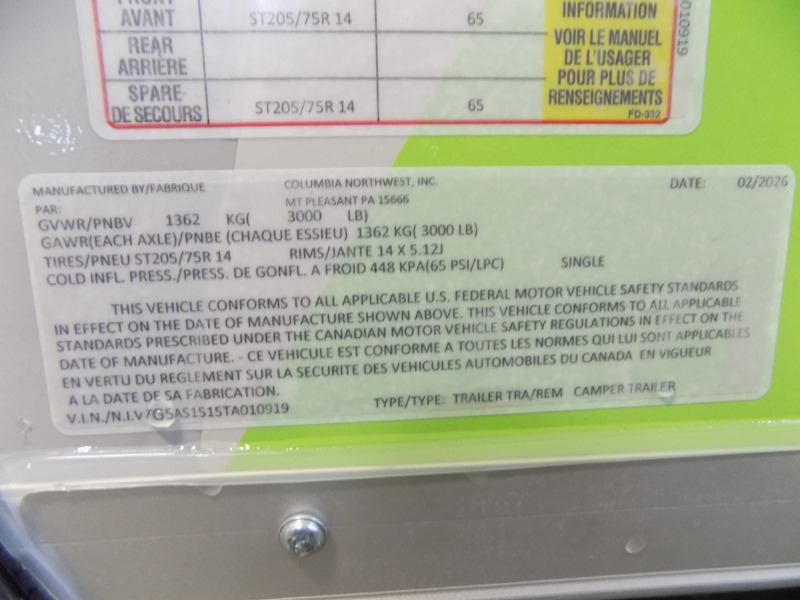 FRONT
AVANT ST205/75R 14 65
REAR
ARRIÈRE
SPARE
DE SECOURS ST205/75R 14 65
INFORMATION
VOIR LE MANUEL
DE L'USAGER
POUR PLUS DE
RENSEIGNEMENTS
FD-332
010919
MANUFACTURED BY/FABRIQUE COLUMBIA NORTHWEST, INC. DATE: 02/2026
PAR: MT PLEASANT PA 15666
GVWR/PNBV 1362 KG( 3000 LB)
GAWR(EACH AXLE)/PNBE (CHAQUE ESSIEU) 1362 KG( 3000 LB)
TIRES/PNEU ST205/75R 14 RIMS/JANTE 14 X 5.12J
COLD INFL. PRESS./PRESS. DE GONFL. A FROID 448 KPA(65 PSI/LPC) SINGLE
THIS VEHICLE CONFORMS TO ALL APPLICABLE U.S. FEDERAL MOTOR VEHICLE SAFETY STANDARDS
IN EFFECT ON THE DATE OF MANUFACTURE SHOWN ABOVE. THIS VEHICLE CONFORMS TO ALL APPLICABLE
STANDARDS PRESCRIBED UNDER THE CANADIAN MOTOR VEHICLE SAFETY REGULATIONS IN EFFECT ON THE
DATE OF MANUFACTURE. - CE VEHICULE EST CONFORME A TOUTES LES NORMES QUI LUI SONT APPLICABLES
EN VERTU DU REGLEMENT SUR LA SECURITE DES VEHICULES AUTOMOBILES DU CANADA EN VIGUEUR
A LA DATE DE SA FABRICATION.
V.I.N./N.I.V7G5AS1515TA010919 TYPE/TYPE: TRAILER TRA/REM CAMPER TRAILER